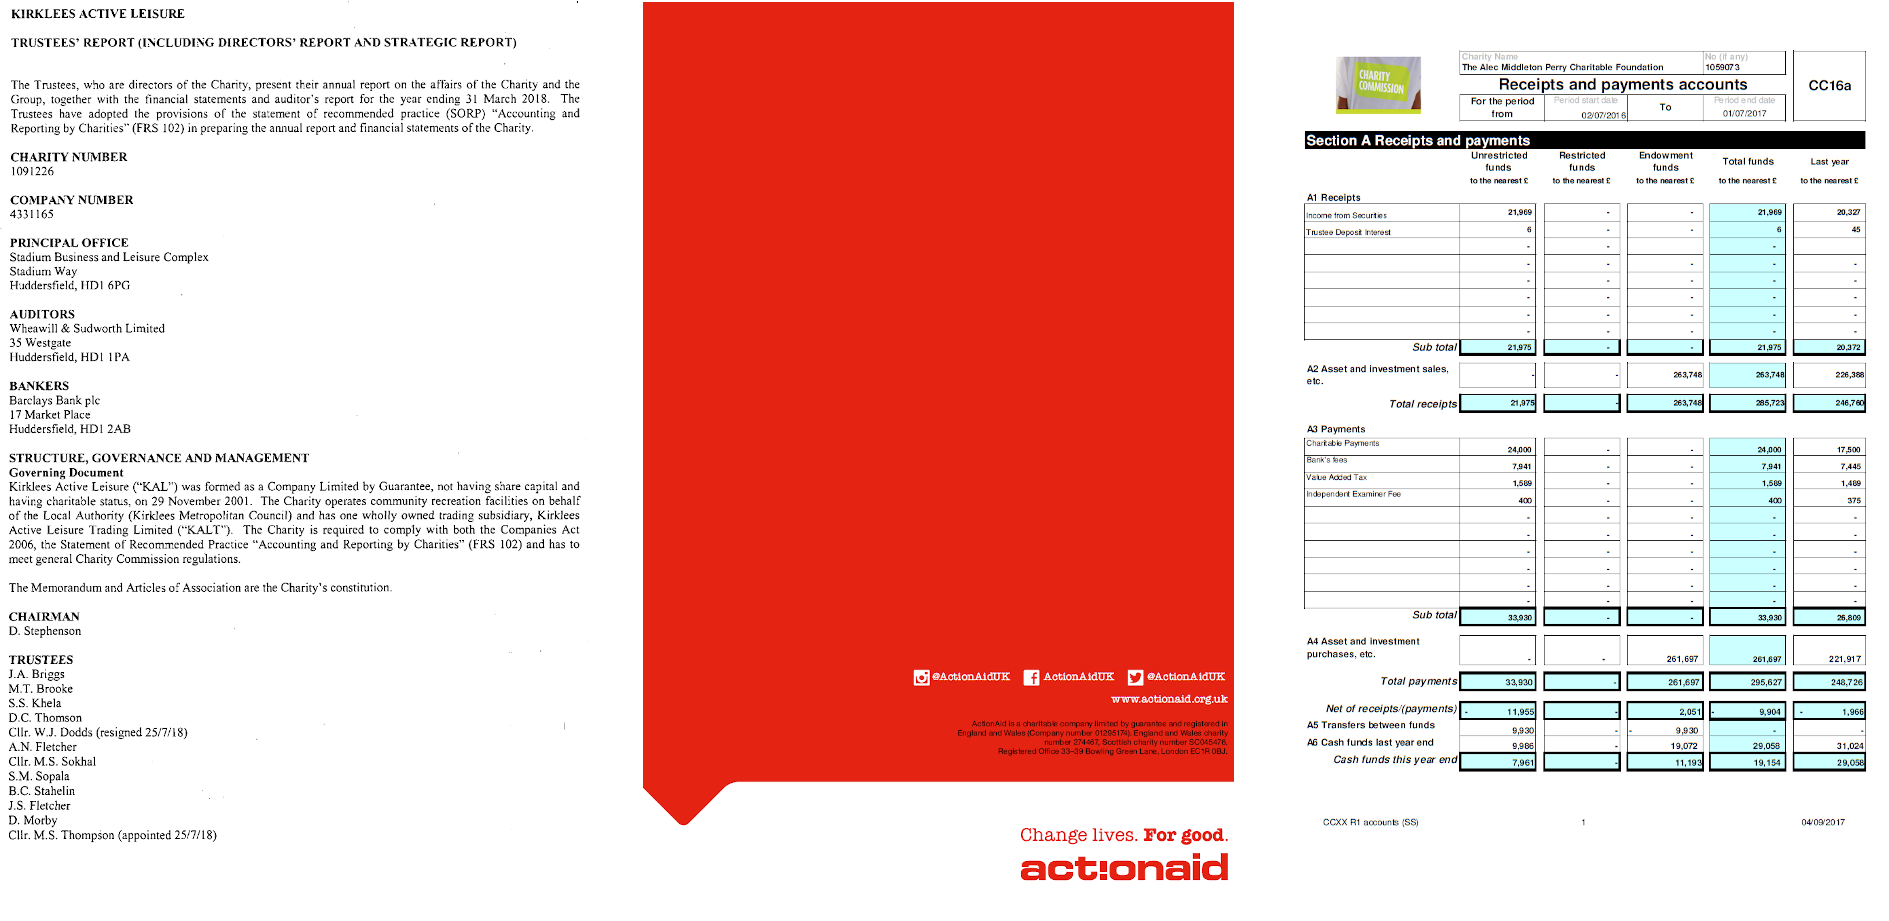 KIRKLEES ACTIVE LEISURE
TRUSTEES' REPORT (INCLUDING DIRECTORS' REPORT AND STRATEGIC REPORT)
The Trustees, who are directors of the Charity, present their annual report on the affairs of the Charity and the
Group, together with the financial statements and auditor's report for the year ending 31 March 2018. The
Trustees have adopted the provisions of the statement of recommended practice (SORP) "Accounting and
Reporting by Charities" (FRS 102) in preparing the annual report and financial statements of the Charity.
CHARITY NUMBER
1091226
COMPANY NUMBER
4331165
PRINCIPAL OFFICE
Stadium Business and Leisure Complex
Stadium Way
Huddersfield, HD1 6PG
AUDITORS
Wheawill & Sudworth Limited
35 Westgate
Huddersfield, HD1 1PA
BANKERS
Barclays Bank plc
17 Market Place
Huddersfield, HD1 2AB
STRUCTURE, GOVERNANCE AND MANAGEMENT
Governing Document
Kirklees Active Leisure ("KAL") was formed as a Company Limited by Guarantee, not having share capital and
having charitable status, on 29 November 2001. The Charity operates community recreation facilities on behalf
of the Local Authority (Kirklees Metropolitan Council) and has one wholly owned trading subsidiary, Kirklees
Active Leisure Trading Limited ("KALT"). The Charity is required to comply with both the Companies Act
2006, the Statement of Recommended Practice "Accounting and Reporting by Charities" (FRS 102) and has to
meet general Charity Commission regulations.
The Memorandum and Articles of Association are the Charity's constitution.
CHAIRMAN
D. Stephenson
TRUSTEES
J.A. Briggs
M.T. Brooke
S.S. Khela
D.C. Thomson
Cllr. W.J. Dodds (resigned 25/7/18)
A.N. Fletcher
Cllr. M.S. Sokhal
S.M. Sopala
B.C. Stahelin
J.S. Fletcher
D. Morby
Cllr. M.S. Thompson (appointed 25/7/18)
@ActionAidUK ActionAidUK @ActionAidUK
www.actionaid.org.uk
ActionAid is a charitable company limited by guarantee and registered in
England and Wales (Company number 01295174). England and Wales charity
number 274467, Scottish charity number SC045476.
Registered Office 33–39 Bowling Green Lane, London EC1R 0BJ.
Change lives. For good.
act!onaid
CHARITY
COMMISSION
Charity Name No (if any)
The Alec Middleton Perry Charitable Foundation 1059073
Receipts and payments accounts
CC16a
For the period from Period start date 02/07/2016 To Period end date 01/07/2017
Section A Receipts and payments
Unrestricted funds Restricted funds Endowment funds Total funds Last year
to the nearest £ to the nearest £ to the nearest £ to the nearest £ to the nearest £
A1 Receipts
Income from Securities 21,969 - - 21,969 20,327
Trustee Deposit Interest 6 - - 6 45
- -
- - - - -
- - - - -
- - - - -
- - - - -
- - - - -
Sub total 21,975 - - 21,975 20,372
A2 Asset and investment sales, etc. - - 263,748 263,748 226,388
Total receipts 21,975 - 263,748 285,723 246,760
A3 Payments
Charitable Payments 24,000 - - 24,000 17,500
Bank's fees 7,941 - - 7,941 7,445
Value Added Tax 1,589 - - 1,589 1,489
Independent Examiner Fee 400 - - 400 375
- - - - -
- - - - -
- - - - -
- - - - -
- - - - -
- - - - -
Sub total 33,930 - - 33,930 26,809
A4 Asset and investment purchases, etc. - - 261,697 261,697 221,917
Total payments 33,930 - 261,697 295,627 248,726
Net of receipts/(payments) - 11,955 - 2,051 - 9,904 - 1,966
A5 Transfers between funds 9,930 - - 9,930 - -
A6 Cash funds last year end 9,986 - 19,072 29,058 31,024
Cash funds this year end 7,961 - 11,193 19,154 29,058
CCXX R1 accounts (SS) 1 04/09/2017